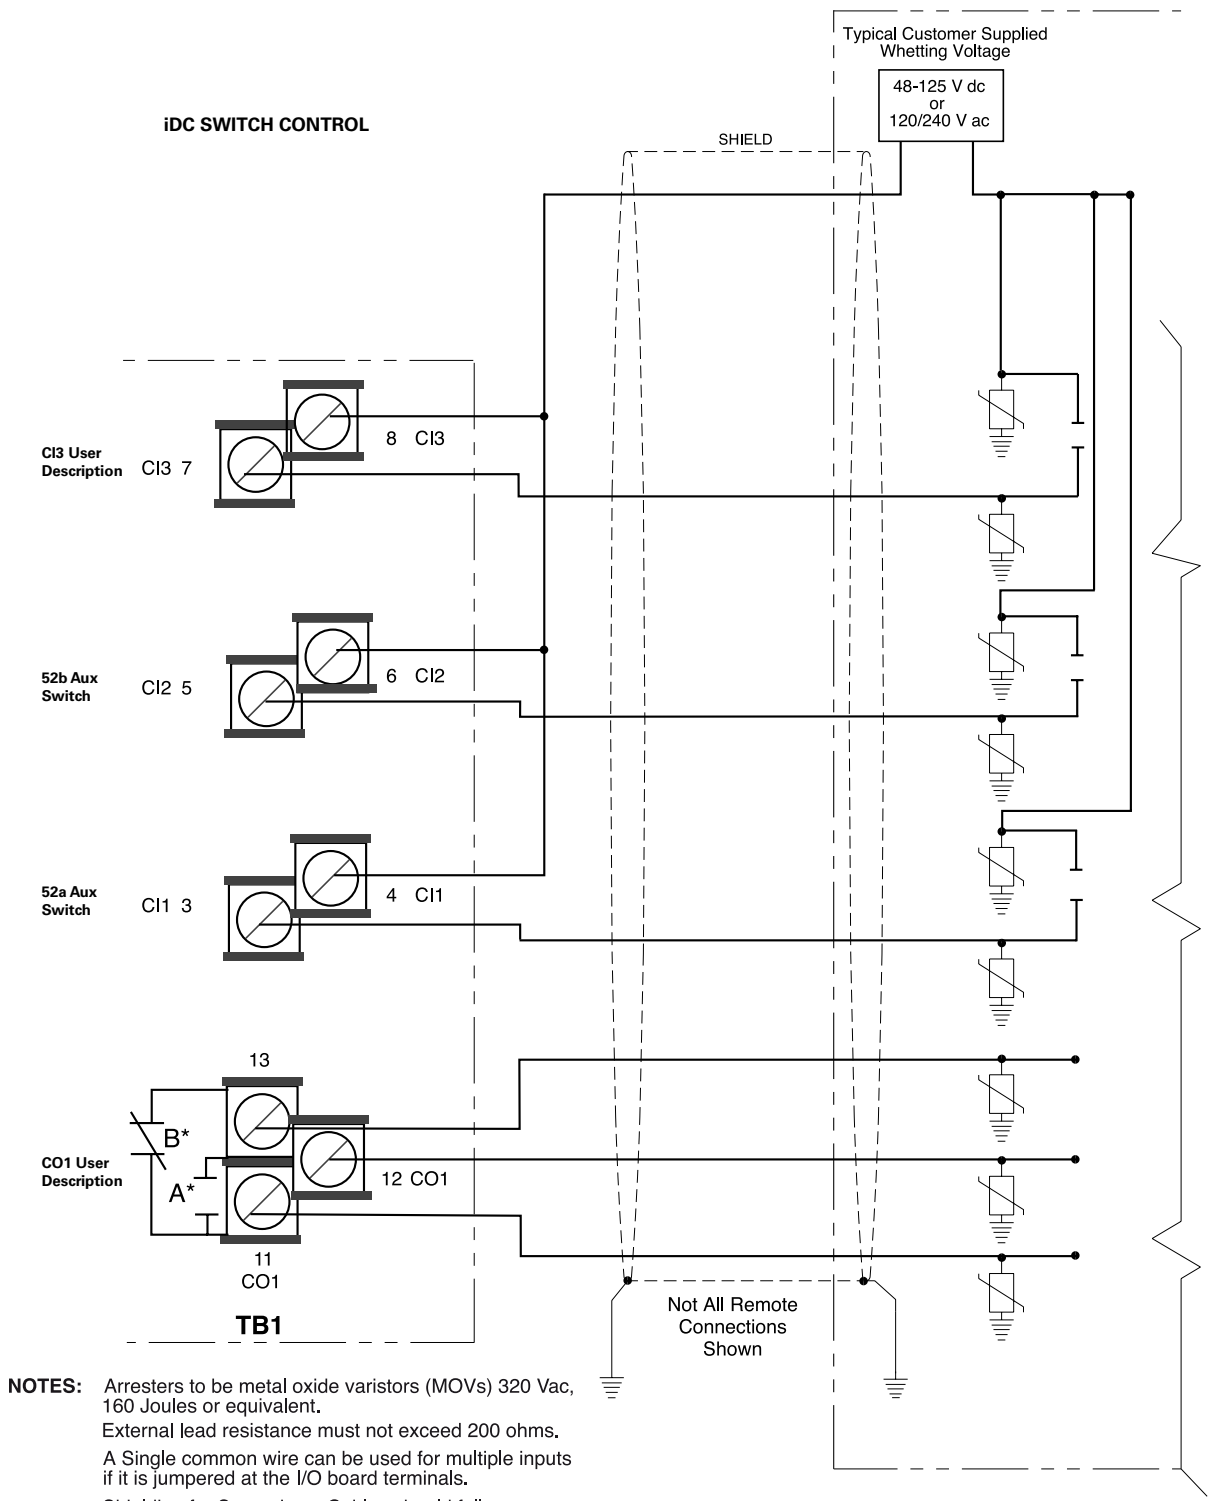 Typical Customer Supplied
Whetting Voltage
48-125 V dc
or
120/240 V ac
iDC SWITCH CONTROL
SHIELD
8 CI3
CI3 User
Description
CI3 7
6 CI2
52b Aux
Switch
CI2 5
4 CI1
52a Aux
Switch
CI1 3
13
B*
CO1 User
Description
A*
12 CO1
11
CO1
TB1
Not All Remote
Connections
Shown
NOTES: Arresters to be metal oxide varistors (MOVs) 320 Vac,
160 Joules or equivalent.
External lead resistance must not exceed 200 ohms.
A Single common wire can be used for multiple inputs
if it is jumpered at the I/O board terminals.